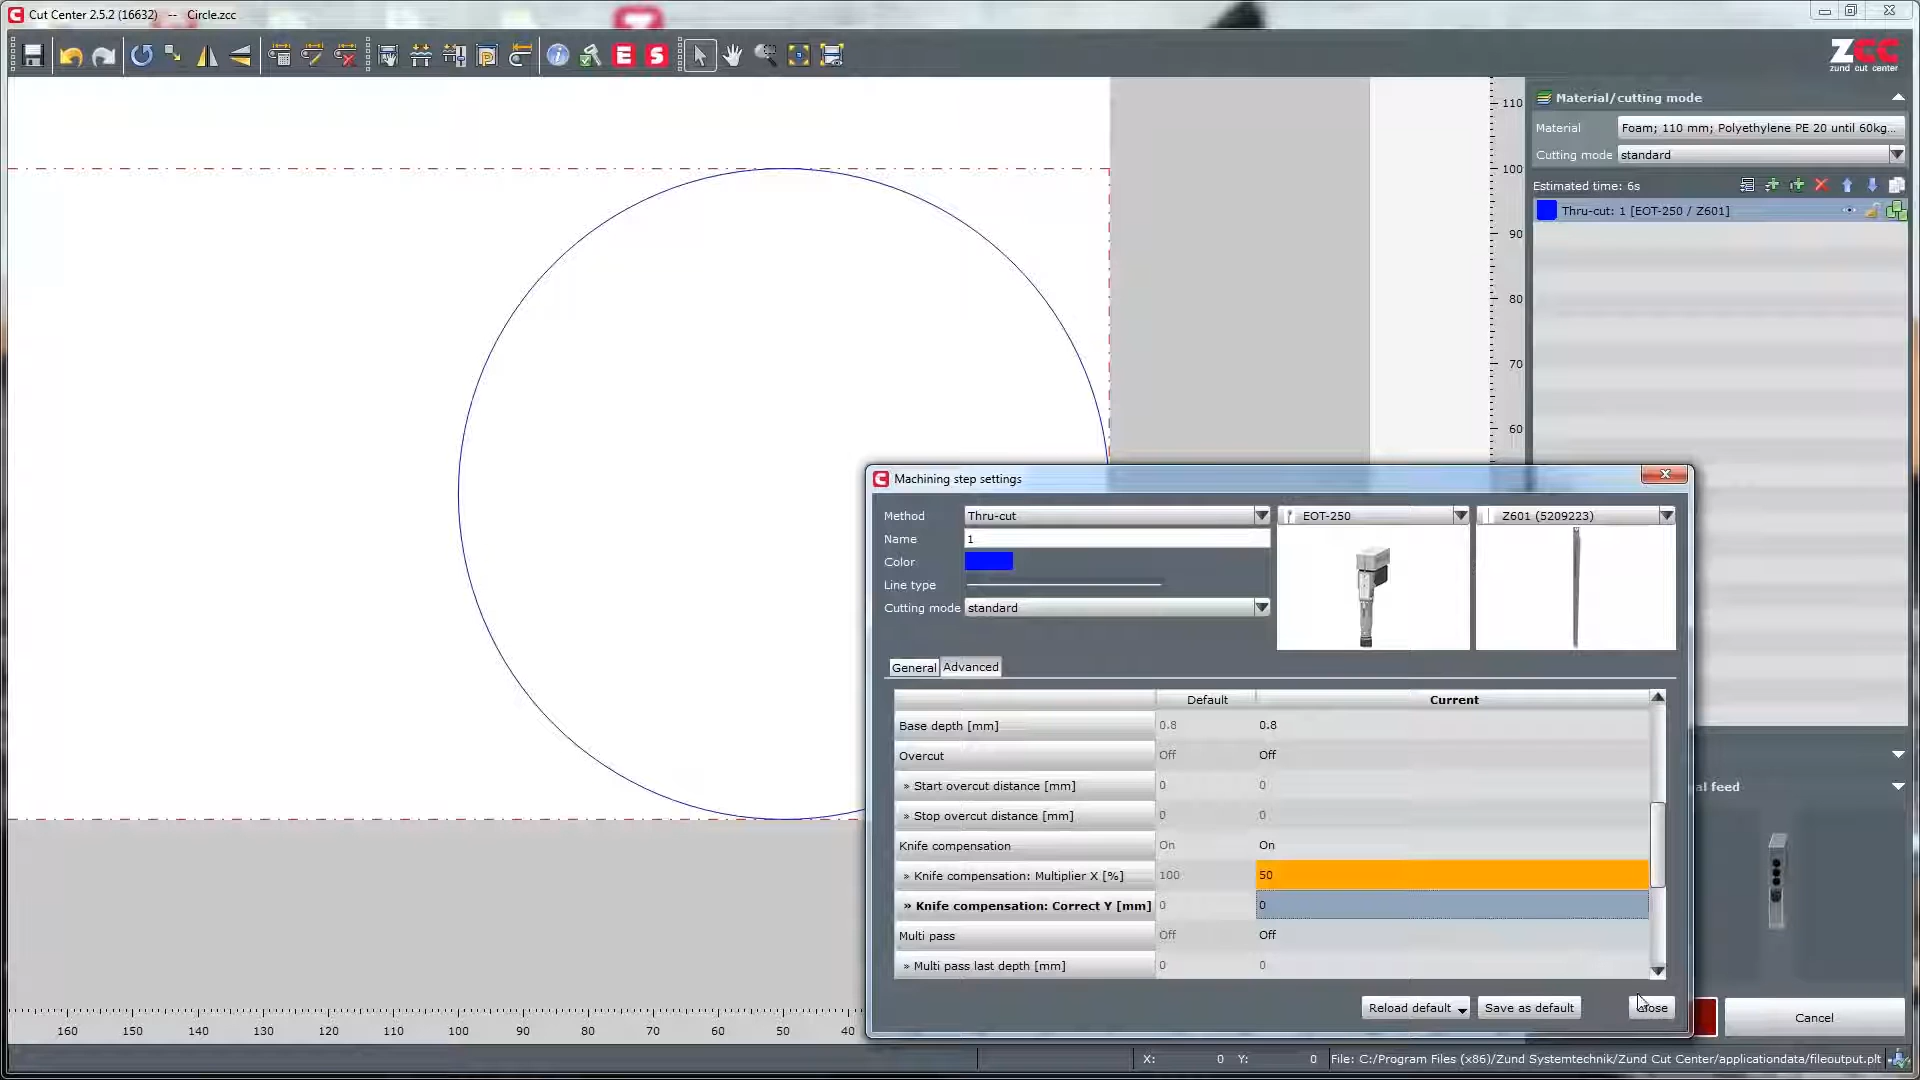 Cut Center 2.5.2 (16632) -- Circle.zcc
P
E
S
ZCC
zund cut center
Material/cutting mode
Material
Foam; 110 mm; Polyethylene PE 20 until 60kg...
Cutting mode
standard
Estimated time: 6s
Thru-cut: 1 [EOT-250 / Z601]
110
100
90
80
70
60
Machining step settings
Method
Thru-cut
EOT-250
Z601 (5209223)
Name
1
Color
Line type
Cutting mode
standard
General
Advanced
Default
Current
Base depth [mm]
0.8
0.8
Overcut
Off
Off
» Start overcut distance [mm]
0
0
» Stop overcut distance [mm]
0
0
Knife compensation
On
On
» Knife compensation: Multiplier X [%]
100
50
» Knife compensation: Correct Y [mm]
0
0
Multi pass
Off
Off
» Multi pass last depth [mm]
0
0
Reload default
Save as default
Close
al feed
Cancel
160
150
140
130
120
110
100
90
80
70
60
50
40
X:
0
Y:
0
File: C:/Program Files (x86)/Zund Systemtechnik/Zund Cut Center/applicationdata/fileoutput.plt